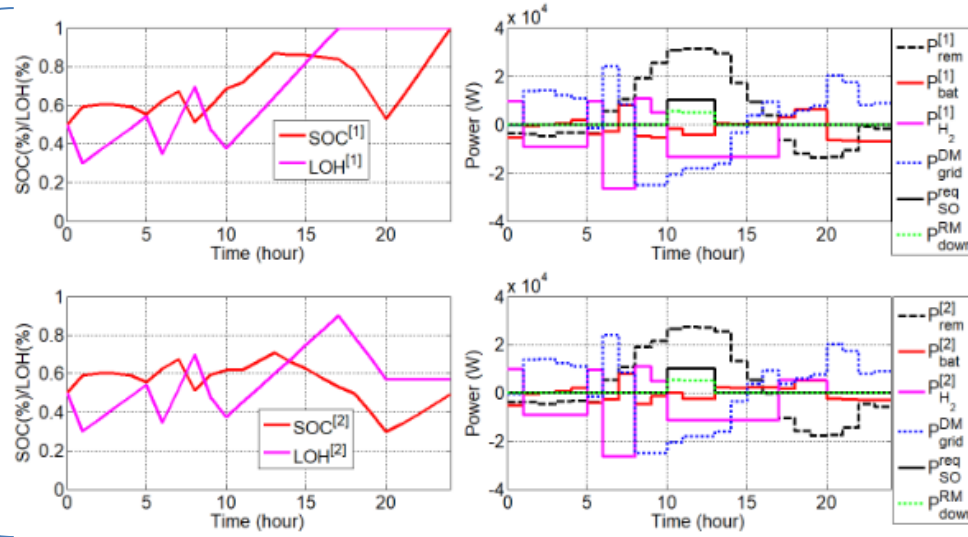 x 10^4
SOC(%)/LOH(%)
1
0.8
0.6
0.4
0.2
0
0 5 10 15 20
Time (hour)
SOC[1]
LOH[1]
Power (W)
4
2
0
-2
-4
0 5 10 15 20
Time (hour)
P[1]rem
P[1]bat
P[1]H2
PDMgrid
PreqSO
PRMdown
x 10^4
SOC(%)/LOH(%)
1
0.8
0.6
0.4
0.2
0
0 5 10 15 20
Time (hour)
SOC[2]
LOH[2]
Power (W)
4
2
0
-2
-4
0 5 10 15 20
Time (hour)
P[2]rem
P[2]bat
P[2]H2
PDMgrid
PreqSO
PRMdown